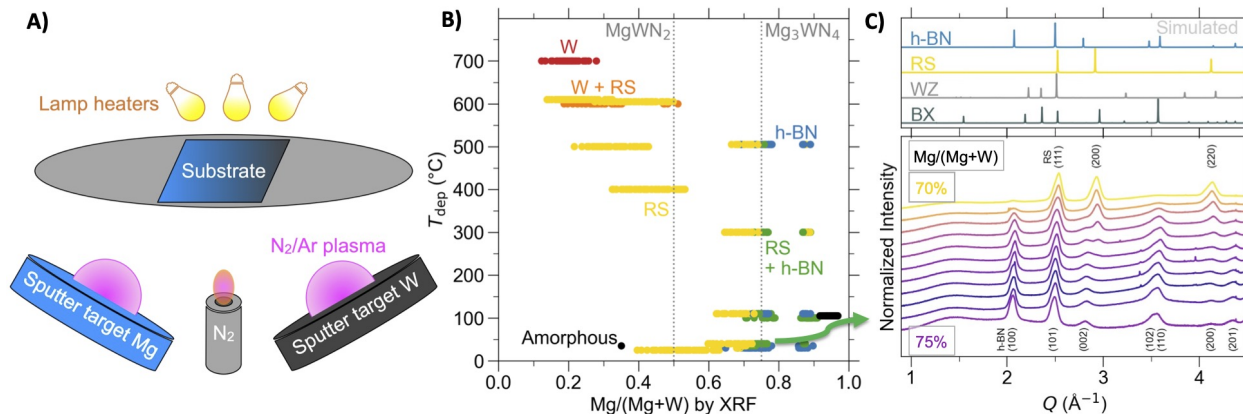 A)
Lamp heaters
Substrate
N₂/Ar plasma
Sputter target Mg
N₂
Sputter target W
B)
MgWN₂
Mg₃WN₄
T_dep (°C)
700
600
500
400
300
200
100
0
W
W + RS
h-BN
RS
RS
+ h-BN
Amorphous
0.0
0.2
0.4
0.6
0.8
1.0
Mg/(Mg+W) by XRF
C)
Simulated
h-BN
RS
WZ
BX
Normalized Intensity
Mg/(Mg+W)
70%
RS
(111)
(200)
(220)
75%
h-BN
(100)
(101)
(002)
(102)
(110)
(200)
(201)
1
2
3
4
Q (Å⁻¹)